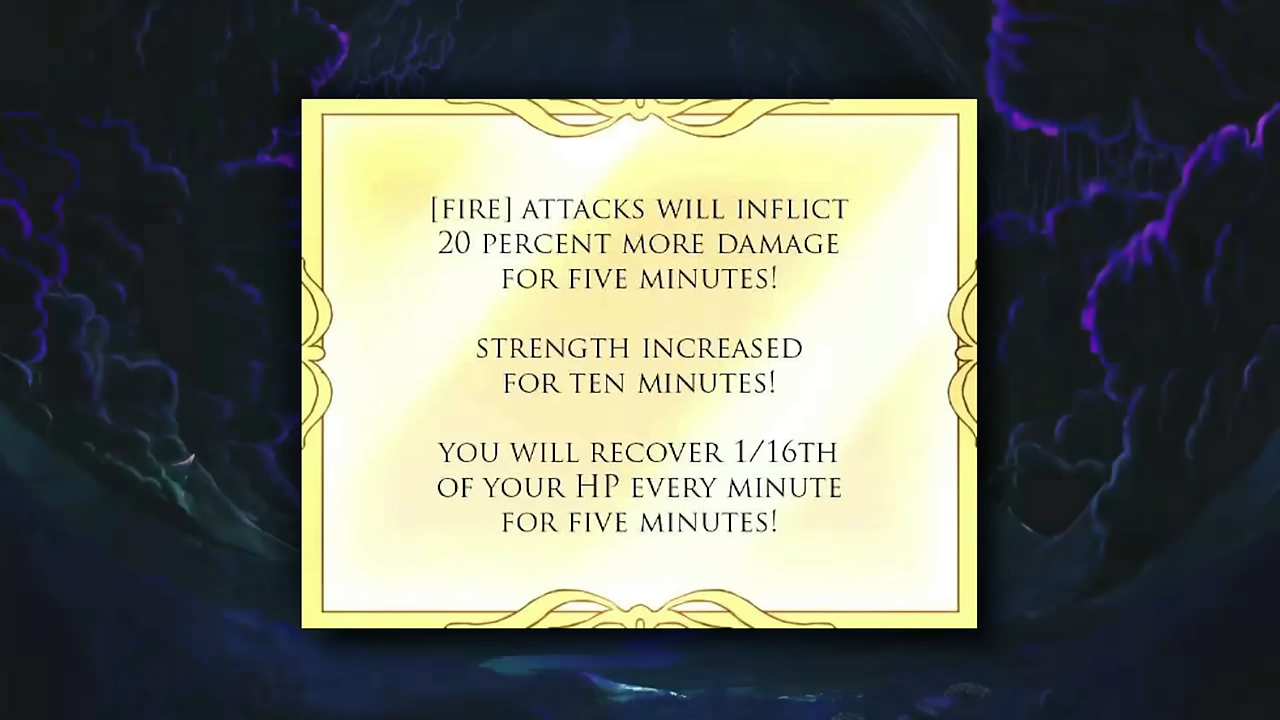 [FIRE] ATTACKS WILL INFLICT
20 PERCENT MORE DAMAGE
FOR FIVE MINUTES!
STRENGTH INCREASED
FOR TEN MINUTES!
YOU WILL RECOVER 1/16TH
OF YOUR HP EVERY MINUTE
FOR FIVE MINUTES!